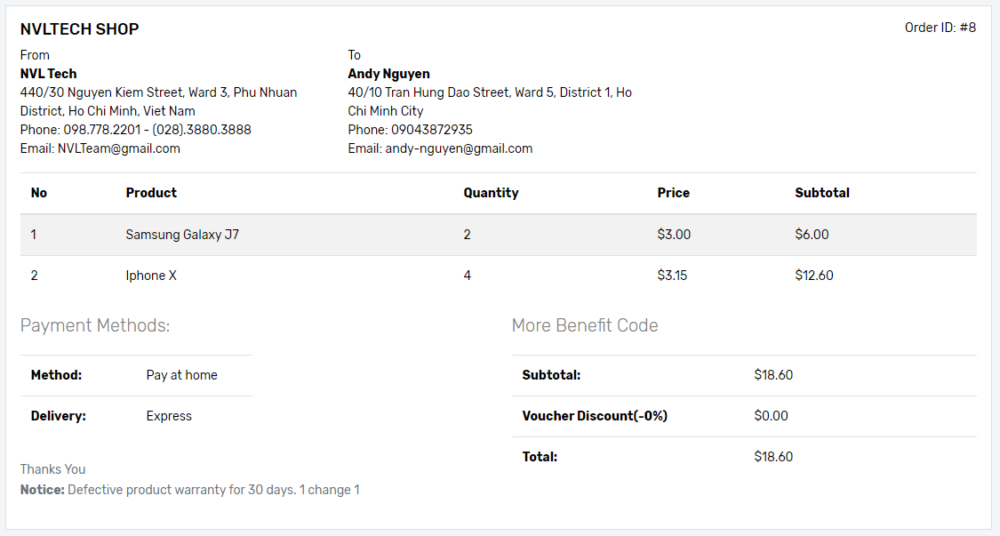 NVLTECH SHOP
Order ID: #8
From
NVL Tech
440/30 Nguyen Kiem Street, Ward 3, Phu Nhuan
District, Ho Chi Minh, Viet Nam
Phone: 098.778.2201 - (028).3880.3888
Email: NVLTeam@gmail.com
To
Andy Nguyen
40/10 Tran Hung Dao Street, Ward 5, District 1, Ho
Chi Minh City
Phone: 09043872935
Email: andy-nguyen@gmail.com
No Product Quantity Price Subtotal
1 Samsung Galaxy J7 2 $3.00 $6.00
2 Iphone X 4 $3.15 $12.60
Payment Methods:
Method: Pay at home
Delivery: Express
More Benefit Code
Subtotal: $18.60
Voucher Discount(-0%) $0.00
Total: $18.60
Thanks You
Notice: Defective product warranty for 30 days. 1 change 1